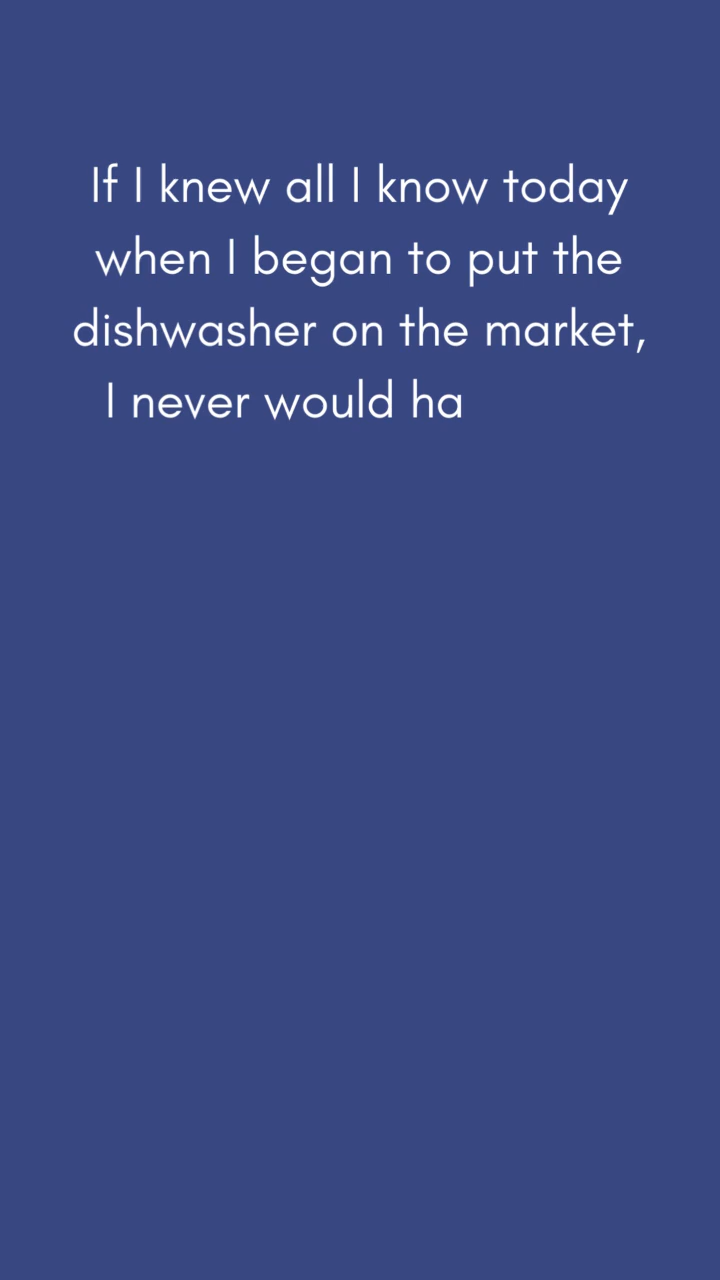 If I knew all I know today
when I began to put the
dishwasher on the market,
I never would ha